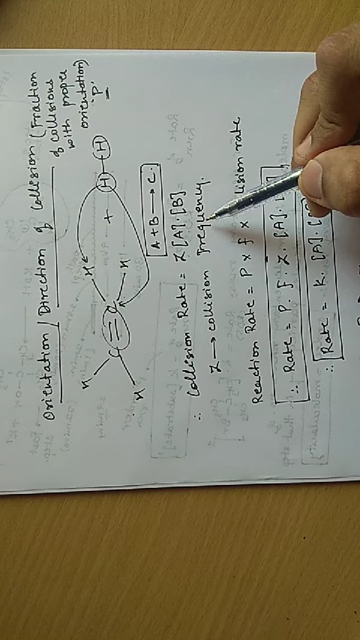 Orientation / Direction of Collision (Fraction
of collisions
with proper
orientation)
'P'
H C = C H H + H - H
A + B → C
∴ Collision Rate = Z [A]. [B].
Z → collision frequency.
Reaction Rate = P x f x collision rate
∴ Rate = P. f. Z. [A].
∴ Rate = K. [A].